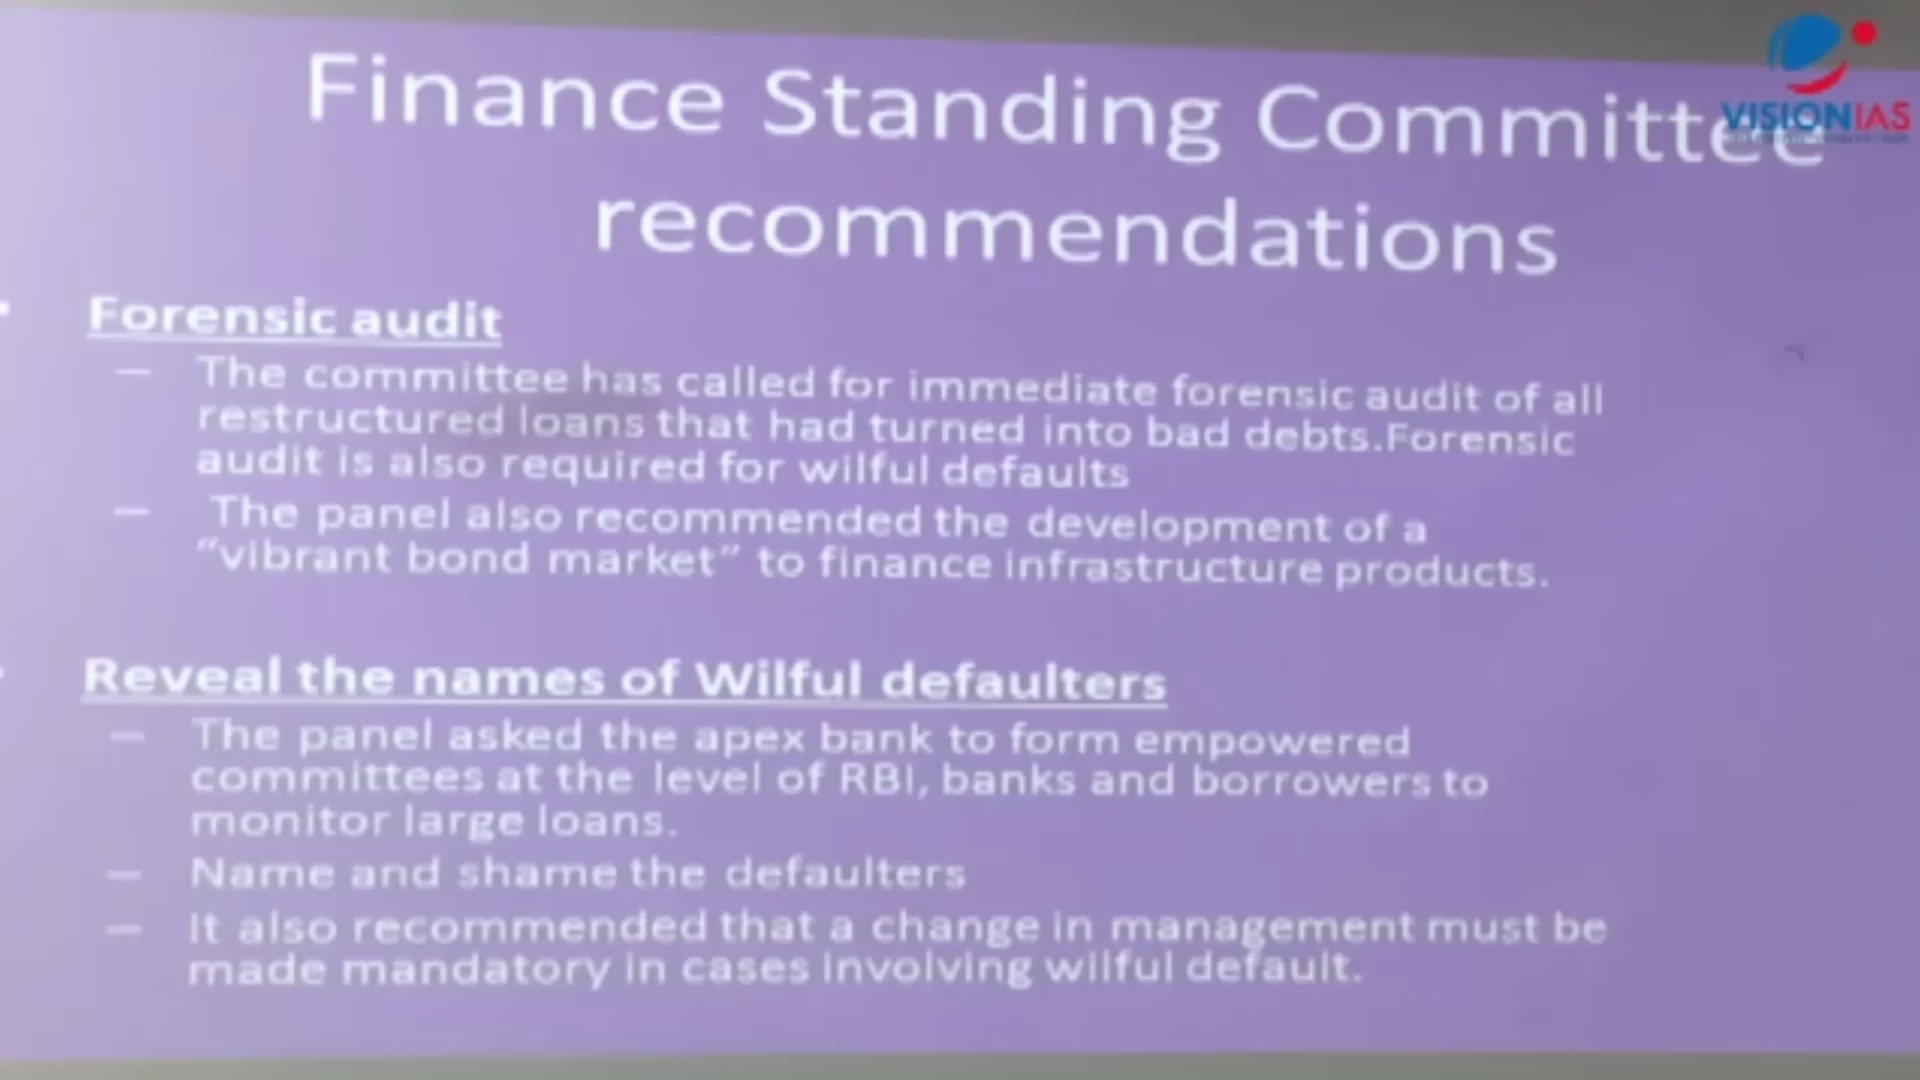 Finance Standing Committee
recommendations
VISIONIAS
• Forensic audit
– The committee has called for immediate forensic audit of all
restructured loans that had turned into bad debts.Forensic
audit is also required for wilful defaults
– The panel also recommended the development of a
“vibrant bond market” to finance infrastructure products.
• Reveal the names of Wilful defaulters
– The panel asked the apex bank to form empowered
committees at the level of RBI, banks and borrowers to
monitor large loans.
– Name and shame the defaulters
– It also recommended that a change in management must be
made mandatory in cases involving wilful default.